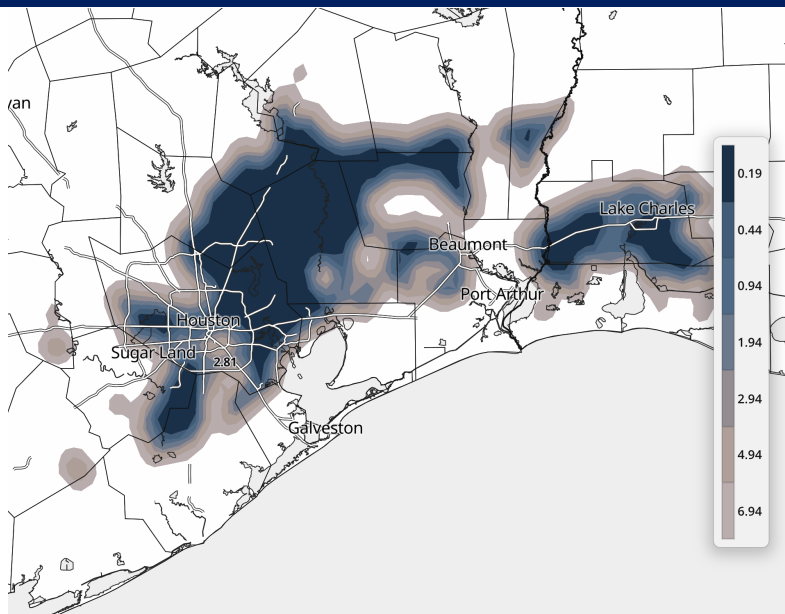 yan
Lake Charles
Beaumont
Port Arthur
Houston
Sugar Land
2.81
Galveston
0.19
0.44
0.94
1.94
2.94
4.94
6.94